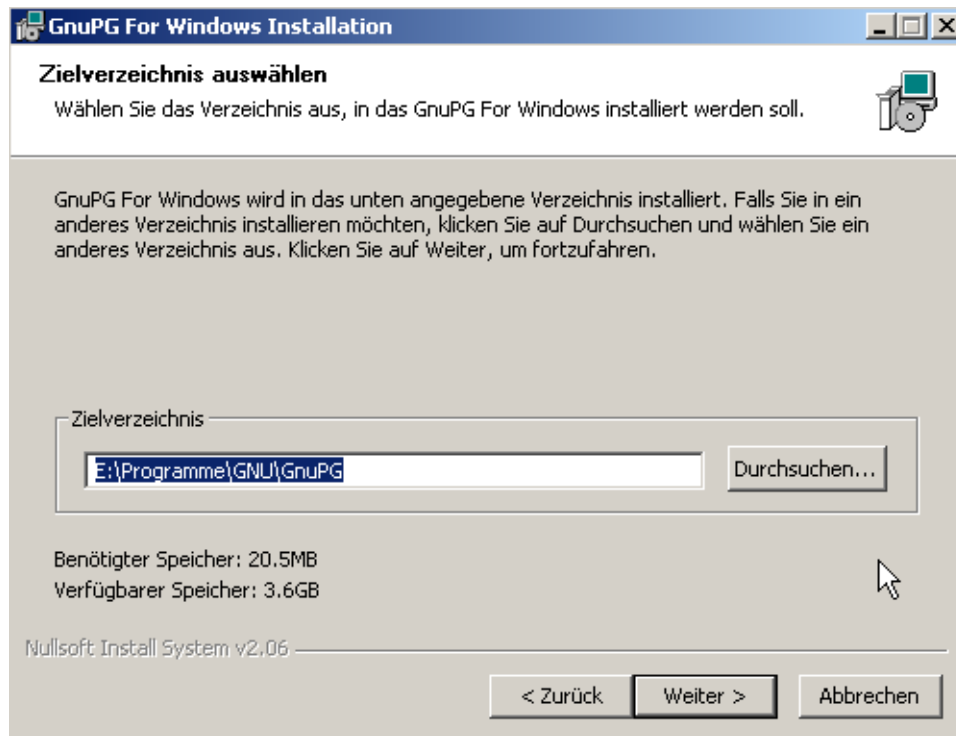 GnuPG For Windows Installation
Zielverzeichnis auswählen
Wählen Sie das Verzeichnis aus, in das GnuPG For Windows installiert werden soll.
GnuPG For Windows wird in das unten angegebene Verzeichnis installiert. Falls Sie in ein
anderes Verzeichnis installieren möchten, klicken Sie auf Durchsuchen und wählen Sie ein
anderes Verzeichnis aus. Klicken Sie auf Weiter, um fortzufahren.
Zielverzeichnis
E:\Programme\GNU\GnuPG
Durchsuchen...
Benötigter Speicher: 20.5MB
Verfügbarer Speicher: 3.6GB
Nullsoft Install System v2.06
< Zurück
Weiter >
Abbrechen